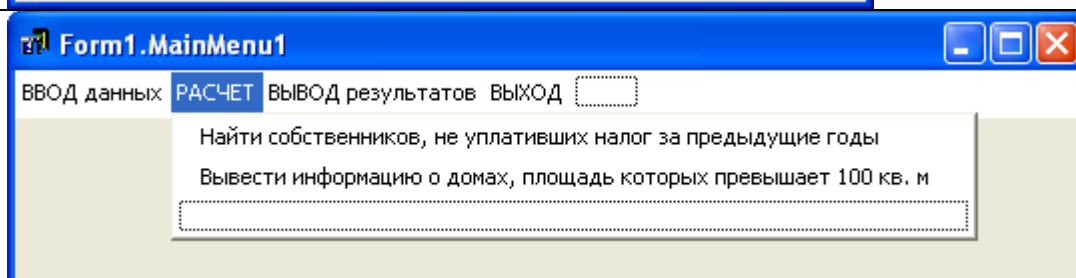 Form1.MainMenu1
ВВОД данных РАСЧЕТ ВЫВОД результатов ВЫХОД
Найти собственников, не уплативших налог за предыдущие годы
Вывести информацию о домах, площадь которых превышает 100 кв. м